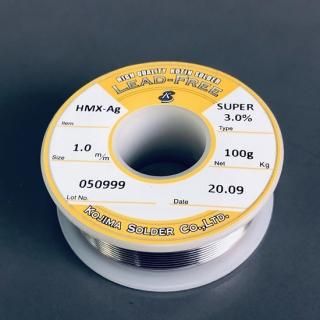 HIGH QUALITY ROSIN SOLDER
LEAD-FREE
HMX-Ag
Item
SUPER
3.0%
Type
1.0 m/m
Size
100g
Net
Kg
050999
Lot No.
20.09
Date
KOJIMA SOLDER CO.,LTD.